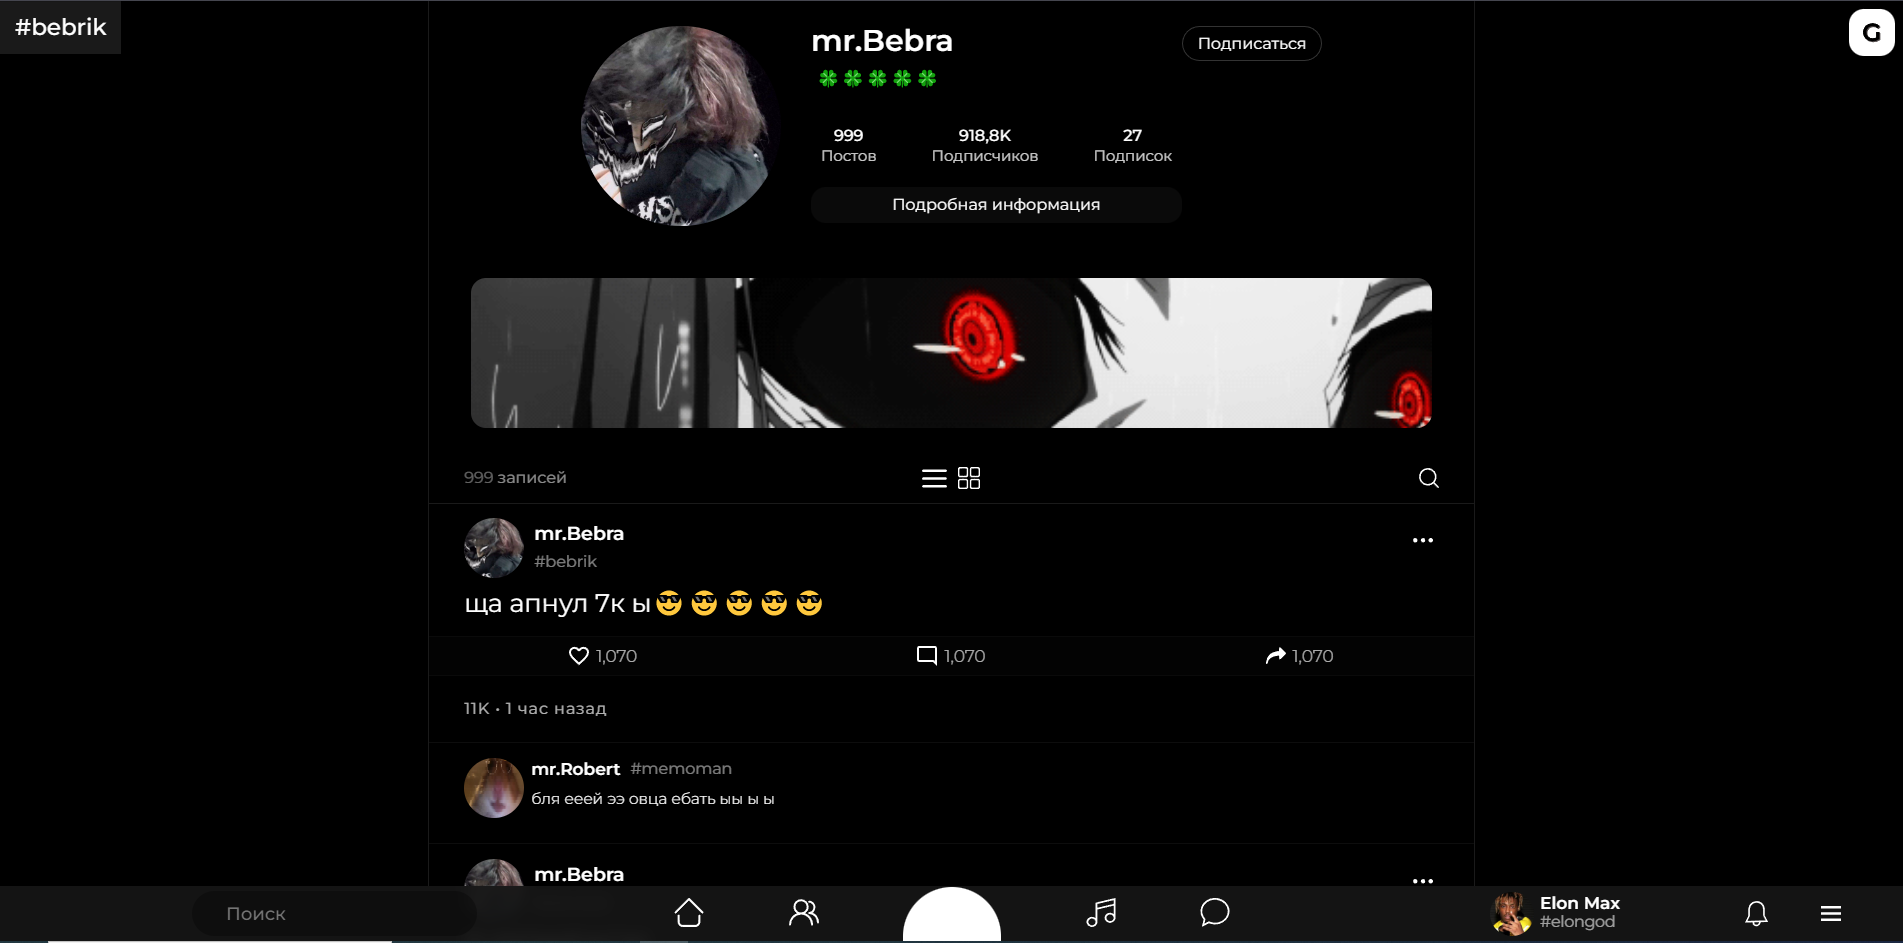 #bebrik
mr.Bebra
Подписаться
G
999
918,8K
27
Постов
Подписчиков
Подписок
Подробная информация
999 записей
mr.Bebra
#bebrik
ща апнул 7к ы😎😎😎😎😎
1,070
1,070
1,070
11K • 1 час назад
mr.Robert #memoman
бля ееей ээ овца ебать ыы ы ы
mr.Bebra
Поиск
Elon Max
#elongod